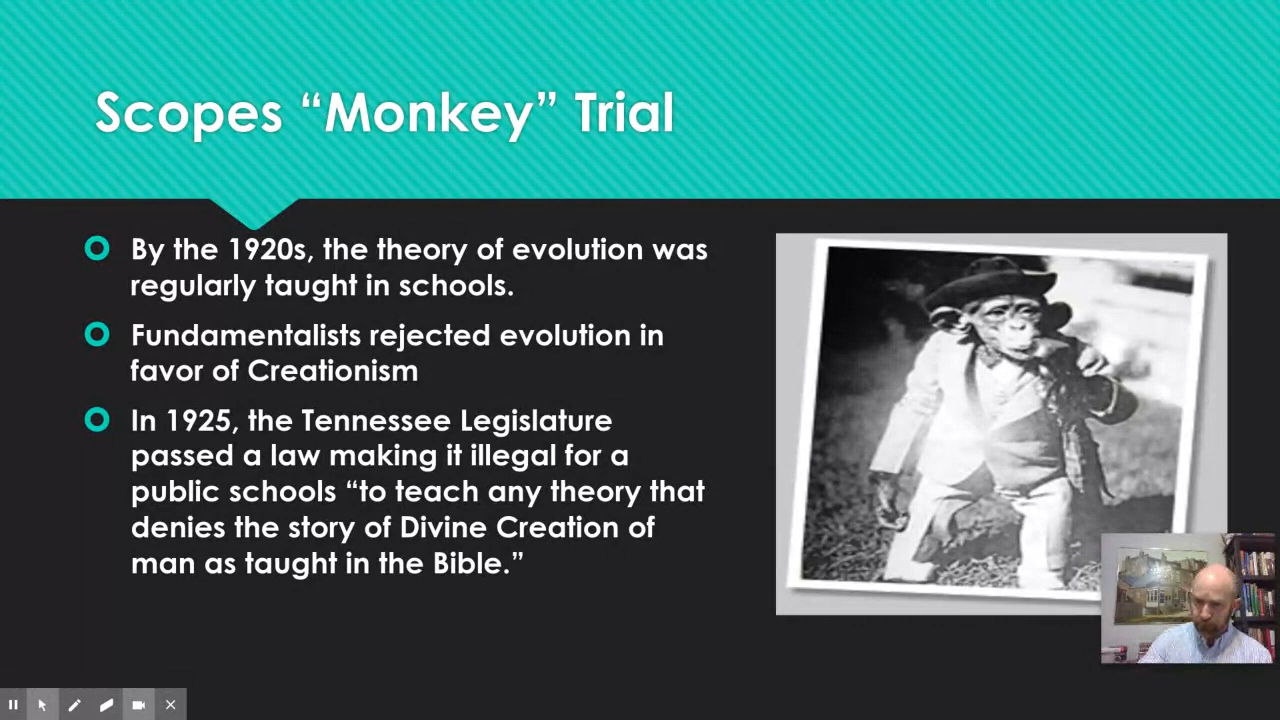 Scopes “Monkey” Trial
By the 1920s, the theory of evolution was
regularly taught in schools.
Fundamentalists rejected evolution in
favor of Creationism
In 1925, the Tennessee Legislature
passed a law making it illegal for a
public schools “to teach any theory that
denies the story of Divine Creation of
man as taught in the Bible.”